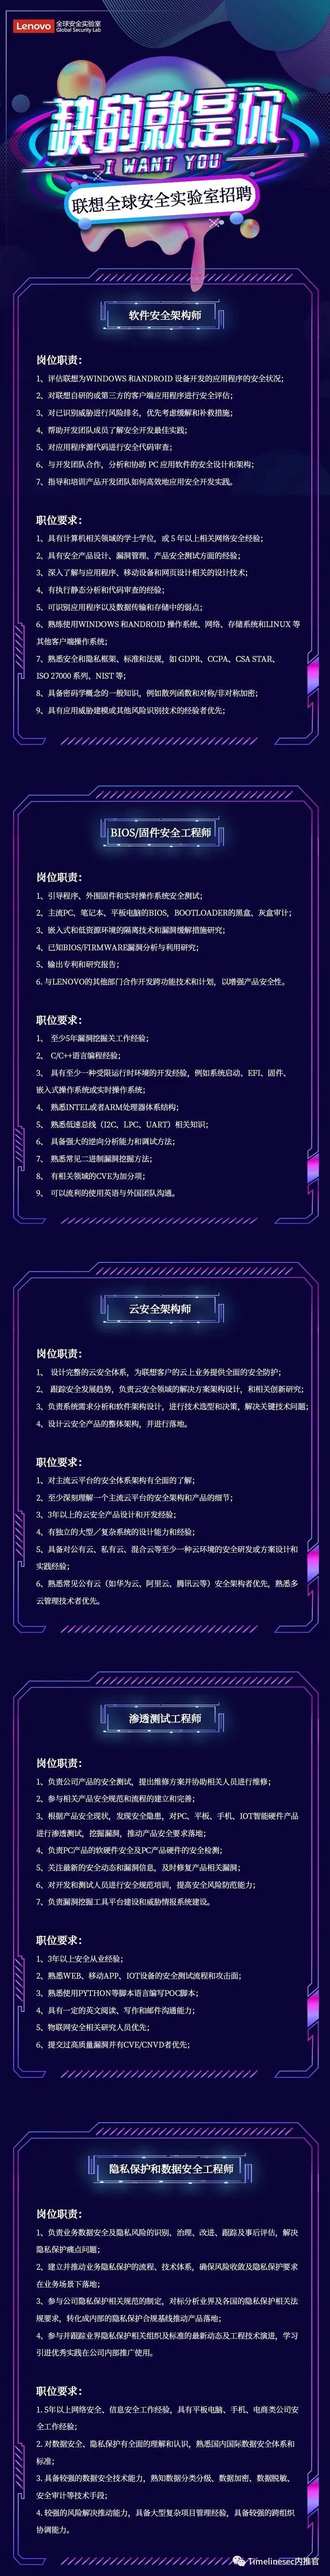 Lenovo 全球安全实验室
Global Security Lab
缺的就是你
I WANT YOU
联想全球安全实验室招聘
软件安全架构师
岗位职责：
1、评估联想为WINDOWS 和ANDROID 设备开发的应用程序的安全状况；
2、对联想自研的或第三方的客户端应用程序进行安全评估；
3、对已识别威胁进行风险排名，优先考虑缓解和补救措施；
4、帮助开发团队成员了解安全开发最佳实践；
5、对应用程序源代码进行安全代码审查；
6、与开发团队合作，分析和协助 PC 应用软件的安全设计和架构；
7、指导和培训产品开发团队如何高效地应用安全开发实践。
职位要求：
1、具有计算机相关领域的学士学位，或 5 年以上相关网络安全经验；
2、具有安全产品设计、漏洞管理、产品安全测试方面的经验；
3、深入了解与应用程序、移动设备和网页设计相关的设计技术；
4、有执行静态分析和代码审查的经验；
5、可识别应用程序以及数据传输和存储中的弱点；
6、熟练使用WINDOWS 和ANDROID 操作系统、网络、存储系统和LINUX 等
其他客户端操作系统；
7、熟悉安全和隐私框架、标准和法规，如 GDPR、CCPA、CSA STAR、
ISO 27000 系列、NIST 等；
8、具备密码学概念的一般知识，例如散列函数和对称/非对称加密；
9、具有应用威胁建模或其他风险识别技术的经验者优先；
BIOS/固件安全工程师
岗位职责：
1、引导程序、外围固件和实时操作系统安全测试；
2、主流PC、笔记本、平板电脑的BIOS，BOOTLOADER的黑盒、灰盒审计；
3、嵌入式和低资源环境的隔离技术和漏洞缓解措施研究；
4、已知BIOS/FIRMWARE漏洞分析与利用研究；
5、输出专利和研究报告；
6. 与LENOVO的其他部门合作开发跨功能技术和计划，以增强产品安全性。
职位要求：
1、 至少5年漏洞挖掘关工作经验；
2、 C/C++语言编程经验；
3、 具有至少一种受限运行时环境的开发经验，例如系统启动、EFI、固件、
嵌入式操作系统或实时操作系统；
4、 熟悉INTEL或者ARM处理器体系结构；
5、 熟悉低速总线（I2C、LPC、UART）相关知识；
6、 具备强大的逆向分析能力和调试方法；
7、 熟悉常见二进制漏洞挖掘方法；
8、 有相关领域的CVE为加分项；
9、 可以流利的使用英语与外国团队沟通。
云安全架构师
岗位职责：
1、 设计完整的云安全体系，为联想客户的云上业务提供全面的安全防护；
2、 跟踪安全发展趋势，负责云安全领域的解决方案架构设计，和相关创新研究；
3、负责系统需求分析和软件架构设计，进行技术选型和决策，解决关键技术问题；
4、设计云安全产品的整体架构，并进行落地。
职位要求：
1、对主流云平台的安全体系架构有全面的了解；
2、至少深刻理解一个主流云平台的安全架构和产品的细节；
3、3年以上的云安全产品设计和开发经验；
4、有独立的大型／复杂系统的设计能力和经验；
5、具备对公有云、私有云、混合云等至少一种云环境的安全研发或方案设计和
实践经验；
6、熟悉常见公有云（如华为云、阿里云、腾讯云等）安全架构者优先，熟悉多
云管理技术者优先。
渗透测试工程师
岗位职责：
1、负责公司产品的安全测试，提出维修方案并协助相关人员进行维修；
2、参与相关产品安全规范和流程的建立和完善；
3、根据产品安全现状，发现安全隐患，对PC、平板、手机、IOT智能硬件产品
进行渗透测试，挖掘漏洞，推动产品安全要求落地；
4、负责PC产品的软硬件安全及PC产品硬件的安全检测；
5、关注最新的安全动态和漏洞信息，及时修复产品相关漏洞；
6、对开发和测试人员进行安全规范培训，提高安全风险防范能力；
7、负责漏洞挖掘工具平台建设和威胁情报系统建设。
职位要求：
1、3年以上安全从业经验；
2、熟悉WEB、移动APP、IOT设备的安全测试流程和攻击面；
3、熟悉使用PYTHON等脚本语言编写POC脚本；
4、具有一定的英文阅读、写作和邮件沟通能力；
5、物联网安全相关研究人员优先；
6、提交过高质量漏洞并有CVE/CNVD者优先；
隐私保护和数据安全工程师
岗位职责：
1、负责业务数据安全及隐私风险的识别、治理、改进、跟踪及事后评估，解决
隐私保护痛点问题；
2、建立并推动业务隐私保护的流程、技术体系，确保风险收敛及隐私保护要求
在业务场景下落地；
3、参与公司隐私保护相关规范的制定，对标分析业界及各国的隐私保护相关法
规要求，转化成内部的隐私保护合规基线推动产品落地；
4、参与并跟踪业界隐私保护相关组织及标准的最新动态及工程技术演进，学习
引进优秀实践在公司内部推广使用。
职位要求：
1. 5年以上网络安全、信息安全工作经验，具有平板电脑、手机、电商类公司安
全工作经验；
2. 对数据安全、隐私保护有全面的理解和认识，熟悉国内国际数据安全体系和
标准；
3. 具备较强的数据安全技术能力，熟知数据分类分级、数据加密、数据脱敏、
安全审计等技术手段；
4. 较强的风险解决推动能力，具备大型复杂项目管理经验，具备较强的跨组织
协调能力。
Timelinesec内推官